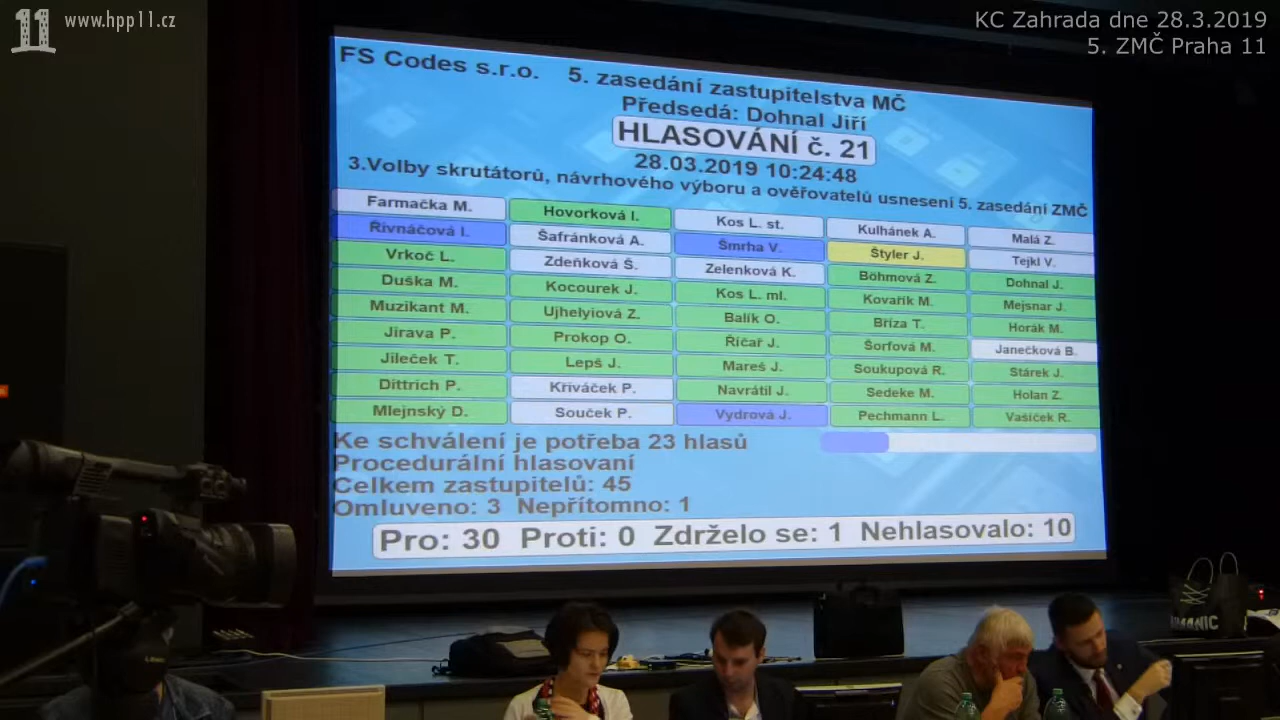 11 www.hpp11.cz
KC Zahrada dne 28.3.2019
5. ZMČ Praha 11
FS Codes s.r.o. 5. zasedání zastupitelstva MČ
Předsedá: Dohnal Jiří
HLASOVÁNÍ č. 21
28.03.2019 10:24:48
3.Volby skrutátorů, návrhového výboru a ověřovatelů usnesení 5. zasedání ZMČ
Farmačka M. Hovorková I. Kos L. st. Kulhánek A. Malá Z.
Řivnáčová I. Šafránková A. Šmrha V. Štyler J. Tejkl V.
Vrkoč L. Zdeňková Š. Zelenková K. Böhmová Z. Dohnal J.
Duška M. Kocourek J. Kos L. ml. Kovařík M. Mejsnar J.
Muzikant M. Ujhelyiová Z. Balík O. Bříza T. Horák M.
Jirava P. Prokop O. Říčař J. Šorfová M. Janečková B.
Jileček T. Lepš J. Mareš J. Soukupová R. Stárek J.
Dittrich P. Křiváček P. Navrátil J. Sedeke M. Holan Z.
Mlejnský D. Souček P. Vydrová J. Pechmann L. Vašíček R.
Ke schválení je potřeba 23 hlasů
Procedurální hlasovaní
Celkem zastupitelů: 45
Omluveno: 3 Nepřítomno: 1
Pro: 30 Proti: 0 Zdrželo se: 1 Nehlasovalo: 10